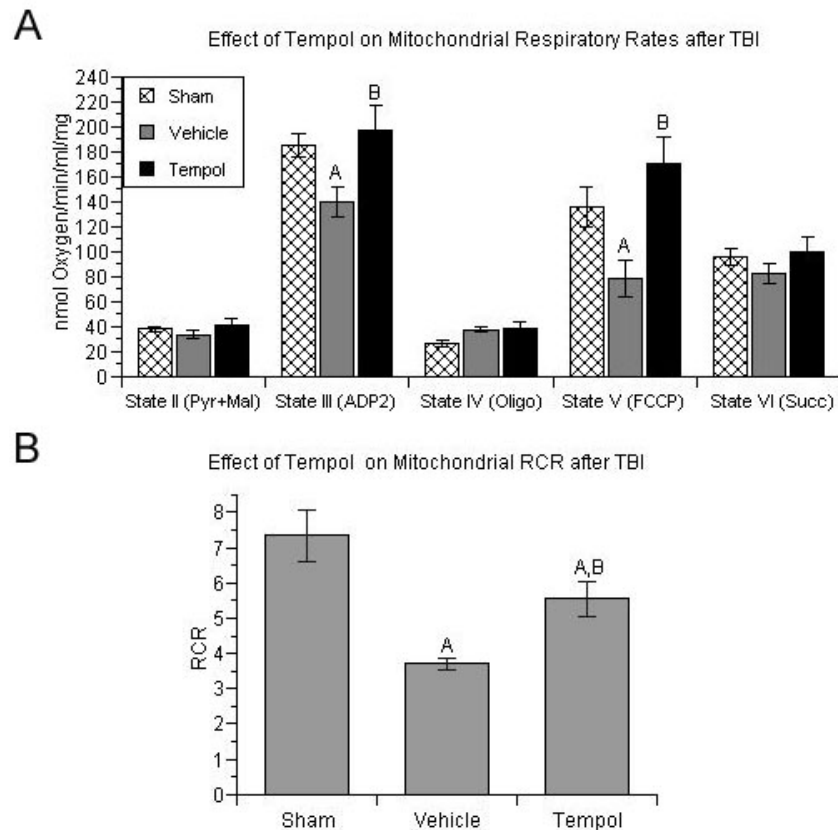 A
Effect of Tempol on Mitochondrial Respiratory Rates after TBI
nmol Oxygen/min/ml/mg
240
220
200
180
160
140
120
100
80
60
40
20
0
Sham
Vehicle
Tempol
A
B
A
B
State II (Pyr+Mal) State III (ADP2) State IV (Oligo) State V (FCCP) State VI (Succ)
B
Effect of Tempol on Mitochondrial RCR after TBI
RCR
8
7
6
5
4
3
2
1
0
A
A,B
Sham Vehicle Tempol